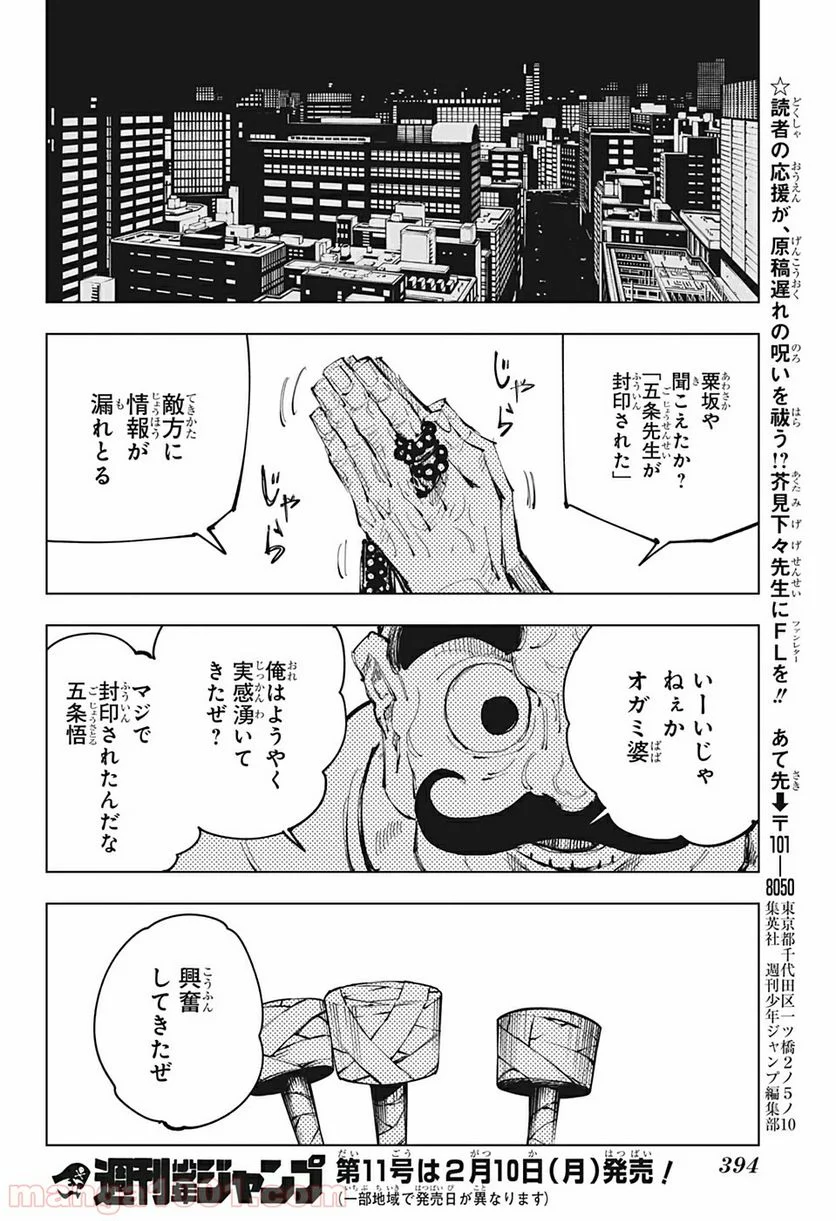 ☆読者の応援が、原稿遅れの呪いを祓う!?芥見下々先生にFLを!!　あて先➡〒101―8050
東京都千代田区一ツ橋2ノ5ノ10
集英社　週刊少年ジャンプ編集部
粟坂や
聞こえたか?
「五条先生が
封印された」
じゃら
じゃら
敵方に
情報が
漏れとる
いーいじゃ
ねぇか
オガミ婆
俺はようやく
実感湧いて
きたぜ?
マジで
封印されたんだな
五条悟
興奮
してきたぜ
394
週刊少年ジャンプ 第11号は2月10日(月)発売!
(一部地域で発売日が異なります)